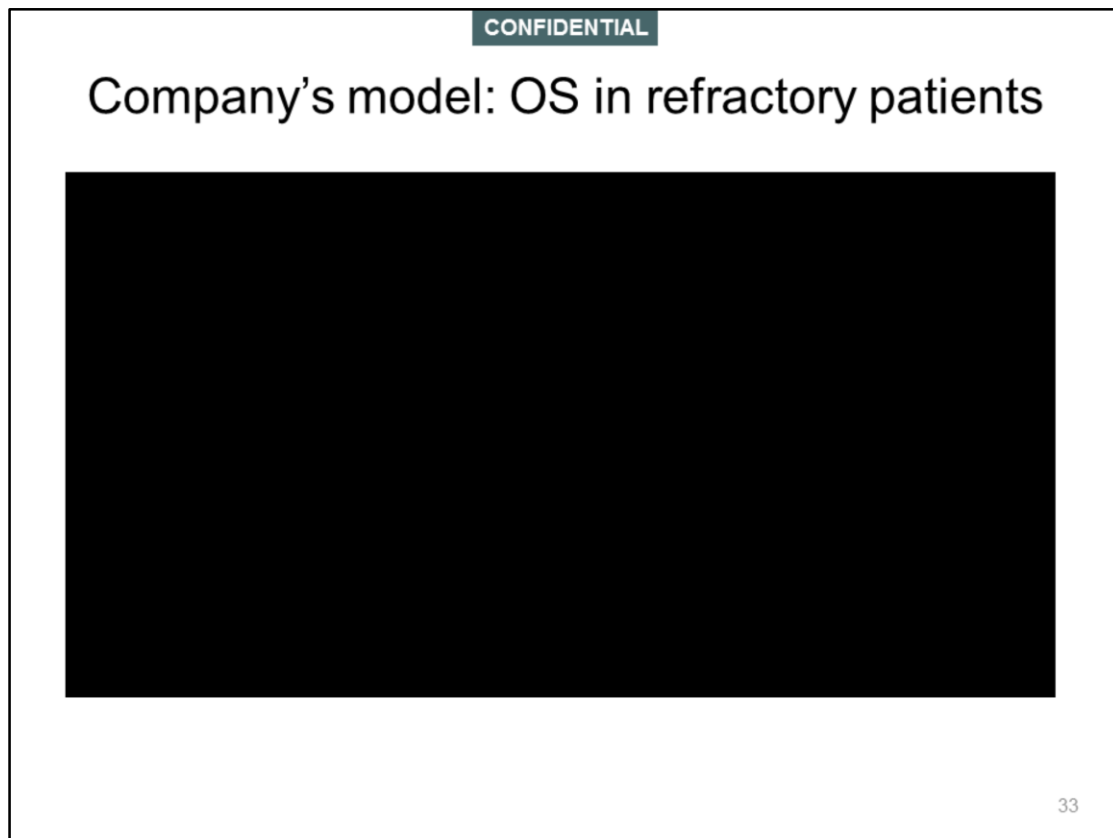 CONFIDENTIAL
Company’s model: OS in refractory patients
33